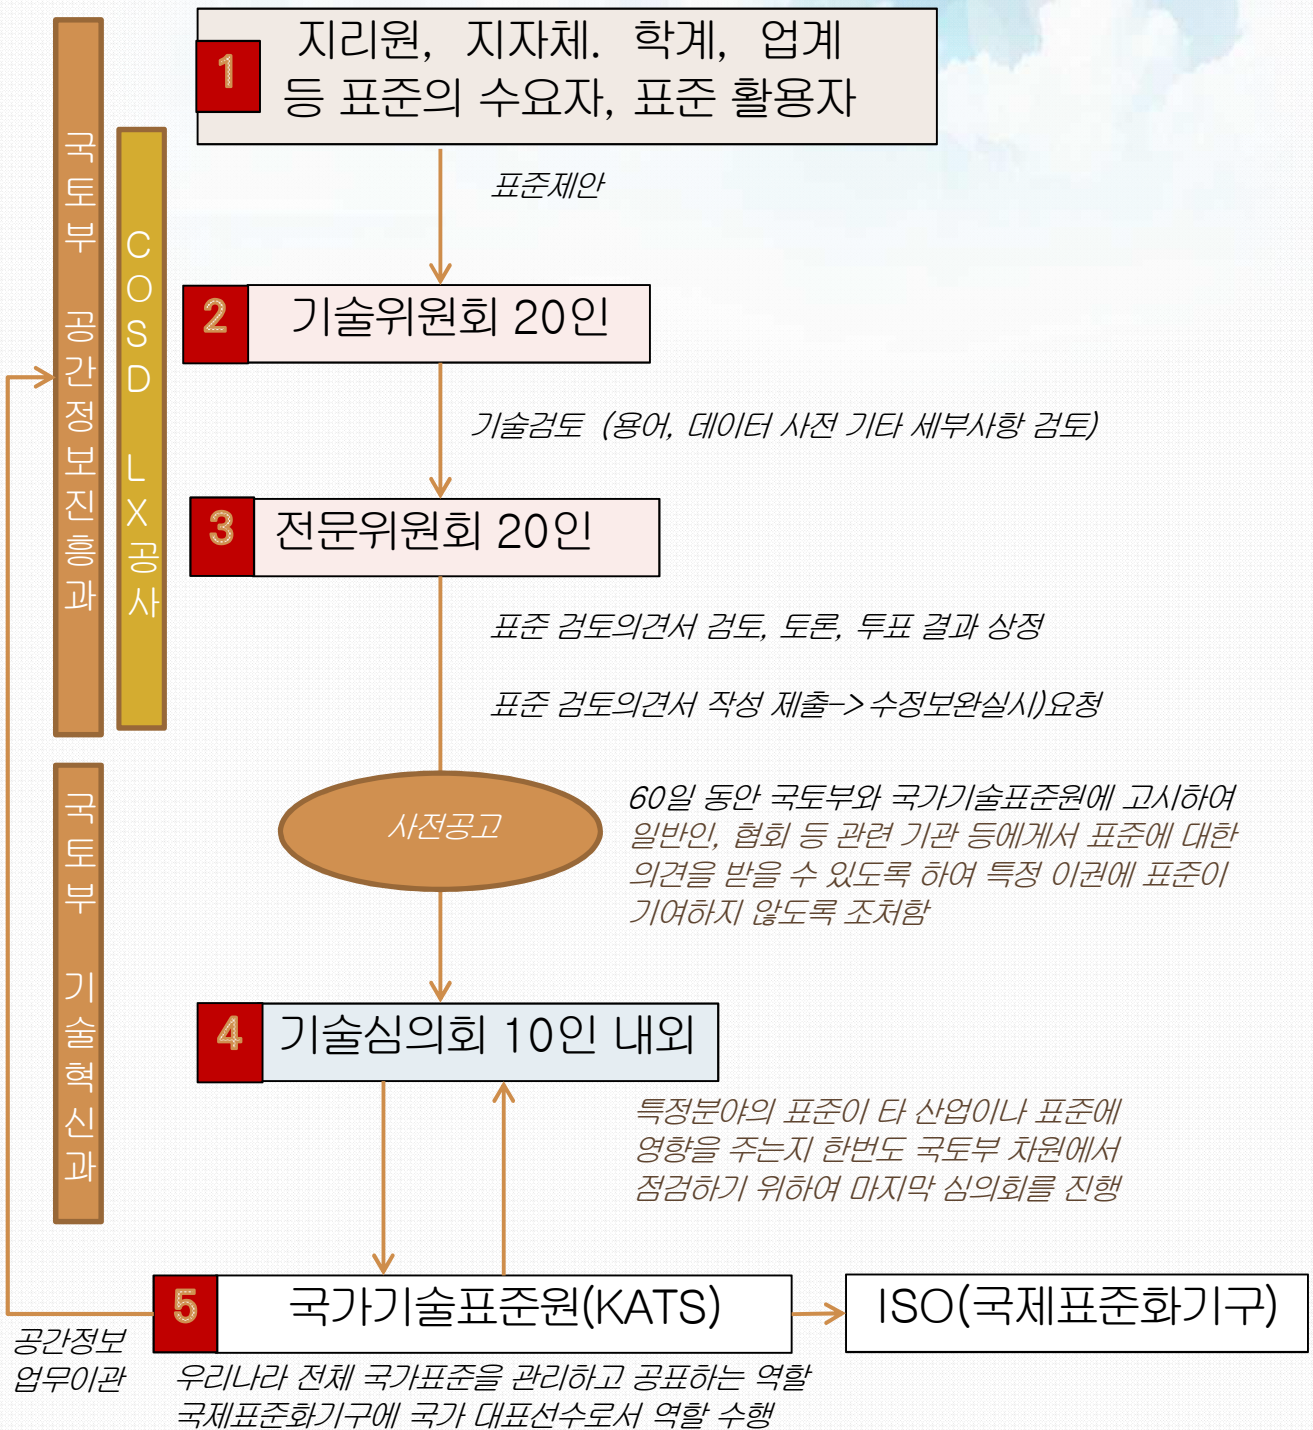 1
지리원, 지자체. 학계, 업계
등 표준의 수요자, 표준 활용자
국토부 공간정보진흥과
COSD LX공사
표준제안
2
기술위원회 20인
기술검토 (용어, 데이터 사전 기타 세부사항 검토)
3
전문위원회 20인
표준 검토의견서 검토, 토론, 투표 결과 상정
표준 검토의견서 작성 제출-> 수정보완실시)요청
국토부 기술혁신과
사전공고
60일 동안 국토부와 국가기술표준원에 고시하여
일반인, 협회 등 관련 기관 등에게서 표준에 대한
의견을 받을 수 있도록 하여 특정 이권에 표준이
기여하지 않도록 조처함
4
기술심의회 10인 내외
특정분야의 표준이 타 산업이나 표준에
영향을 주는지 한번도 국토부 차원에서
점검하기 위하여 마지막 심의회를 진행
5
국가기술표준원(KATS)
ISO(국제표준화기구)
공간정보
업무이관
우리나라 전체 국가표준을 관리하고 공표하는 역할
국제표준화기구에 국가 대표선수로서 역할 수행